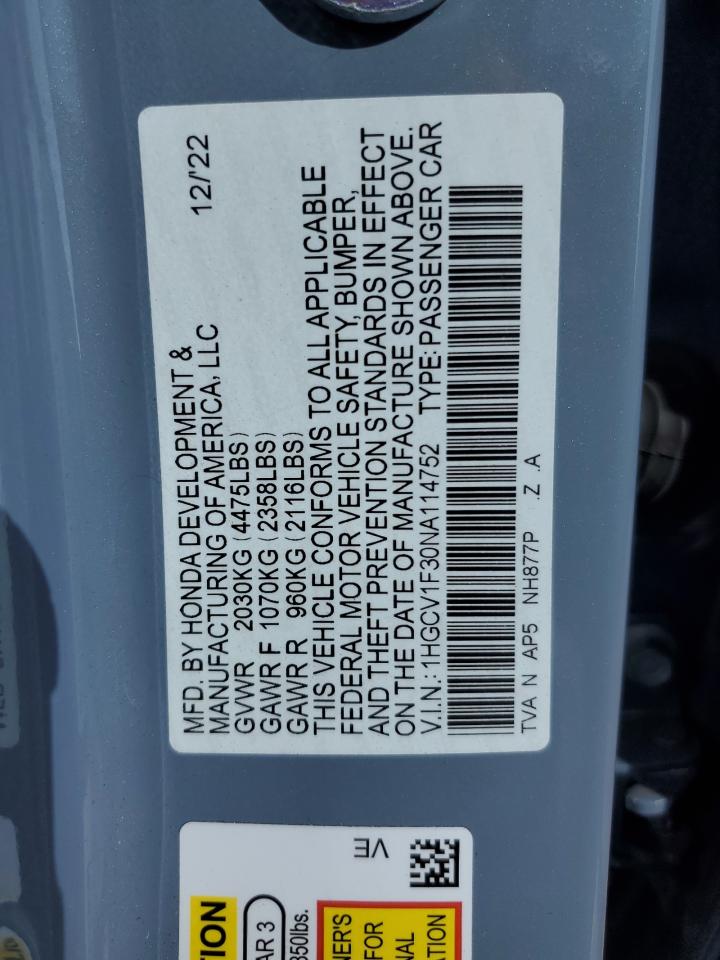 MFD. BY HONDA DEVELOPMENT &
MANUFACTURING OF AMERICA, LLC 12/'22
GVWR 2030KG (4475LBS)
GAWR F 1070KG (2358LBS)
GAWR R 960KG (2116LBS)
THIS VEHICLE CONFORMS TO ALL APPLICABLE
FEDERAL MOTOR VEHICLE SAFETY, BUMPER,
AND THEFT PREVENTION STANDARDS IN EFFECT
ON THE DATE OF MANUFACTURE SHOWN ABOVE.
V.I.N.: 1HGCV1F30NA114752 TYPE: PASSENGER CAR
TVA N AP5 NH877P .Z .A
VE
TION
AR 3
350lbs.
NER'S
FOR
NAL
ATION